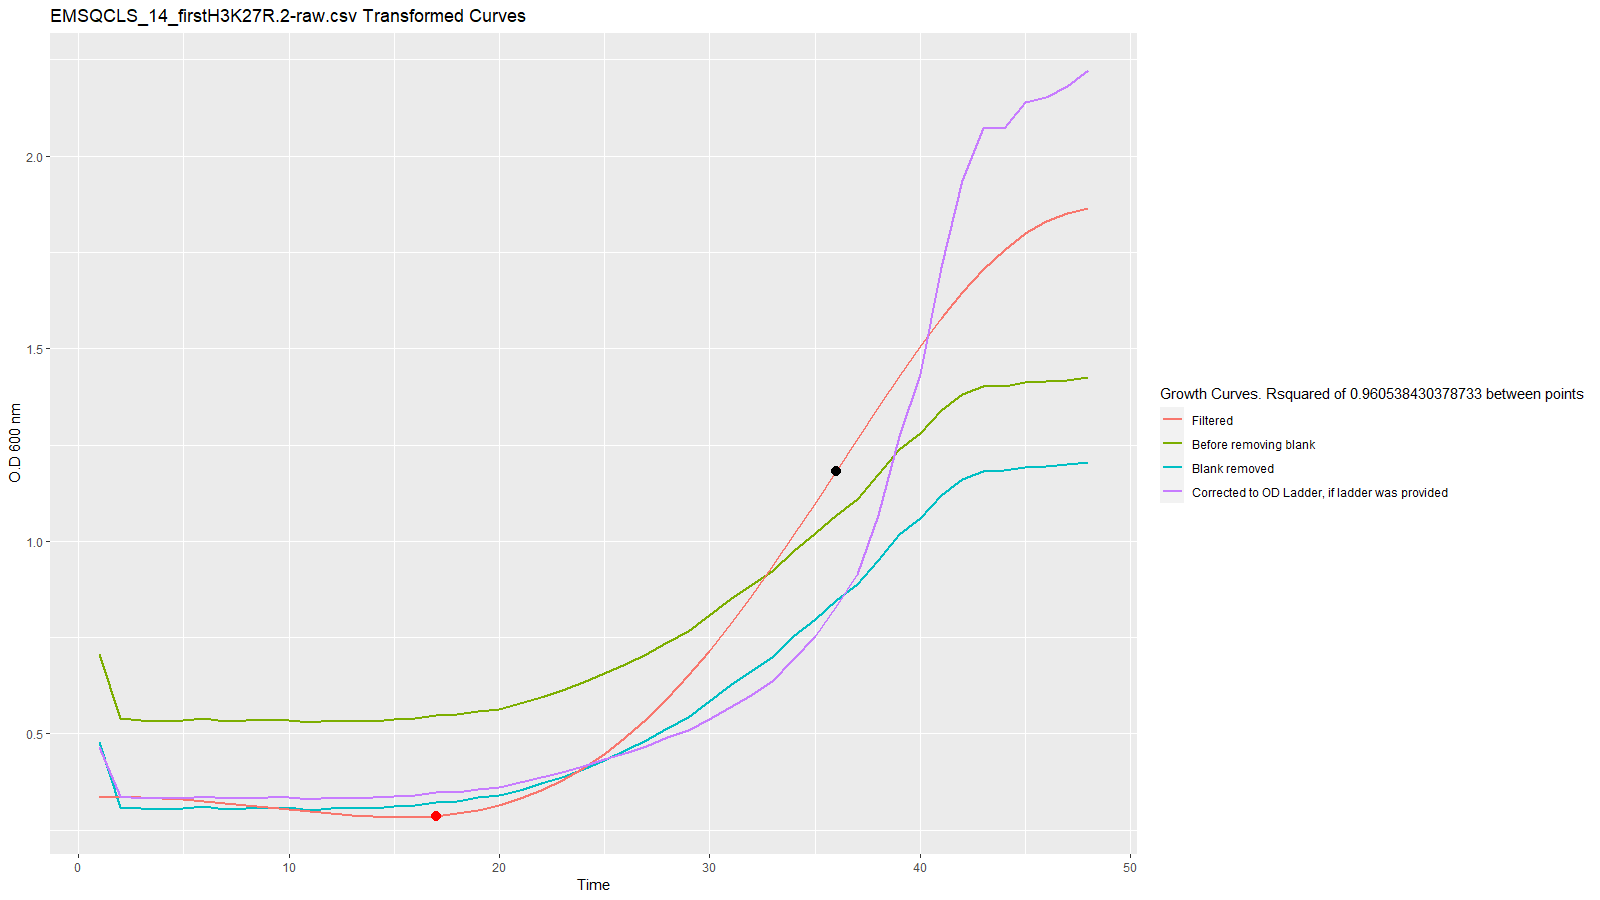 EMSQCLS_14_firstH3K27R.2-raw.csv Transformed Curves
O.D 600 nm
2.0
1.5
1.0
0.5
0 10 20 30 40 50
Time
Growth Curves. Rsquared of 0.960538430378733 between points
Filtered
Before removing blank
Blank removed
Corrected to OD Ladder, if ladder was provided